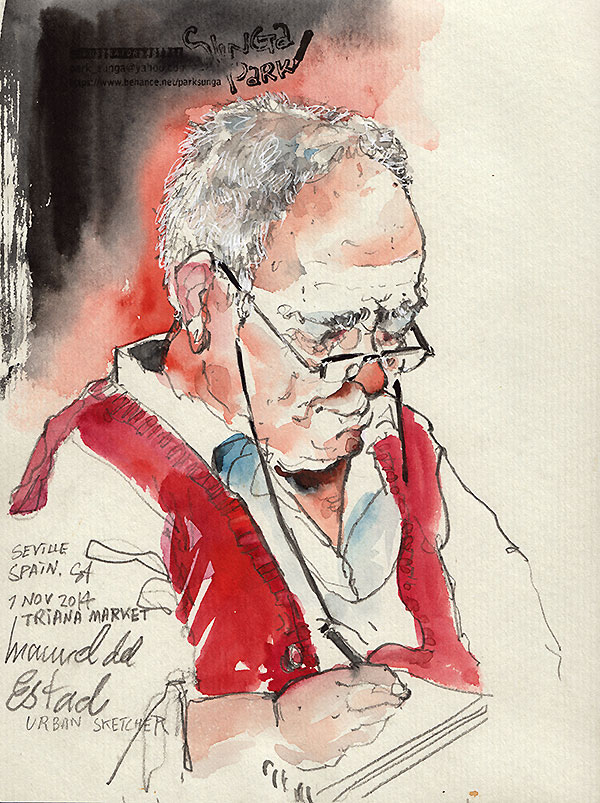 SUNGa
ParK
https://www.behance.net/parksunga
SEVILLE
SPAIN. SA
1 NOV 2014
TRIANA MARKET
Manuel del
Estad
URBAN SKETCHER